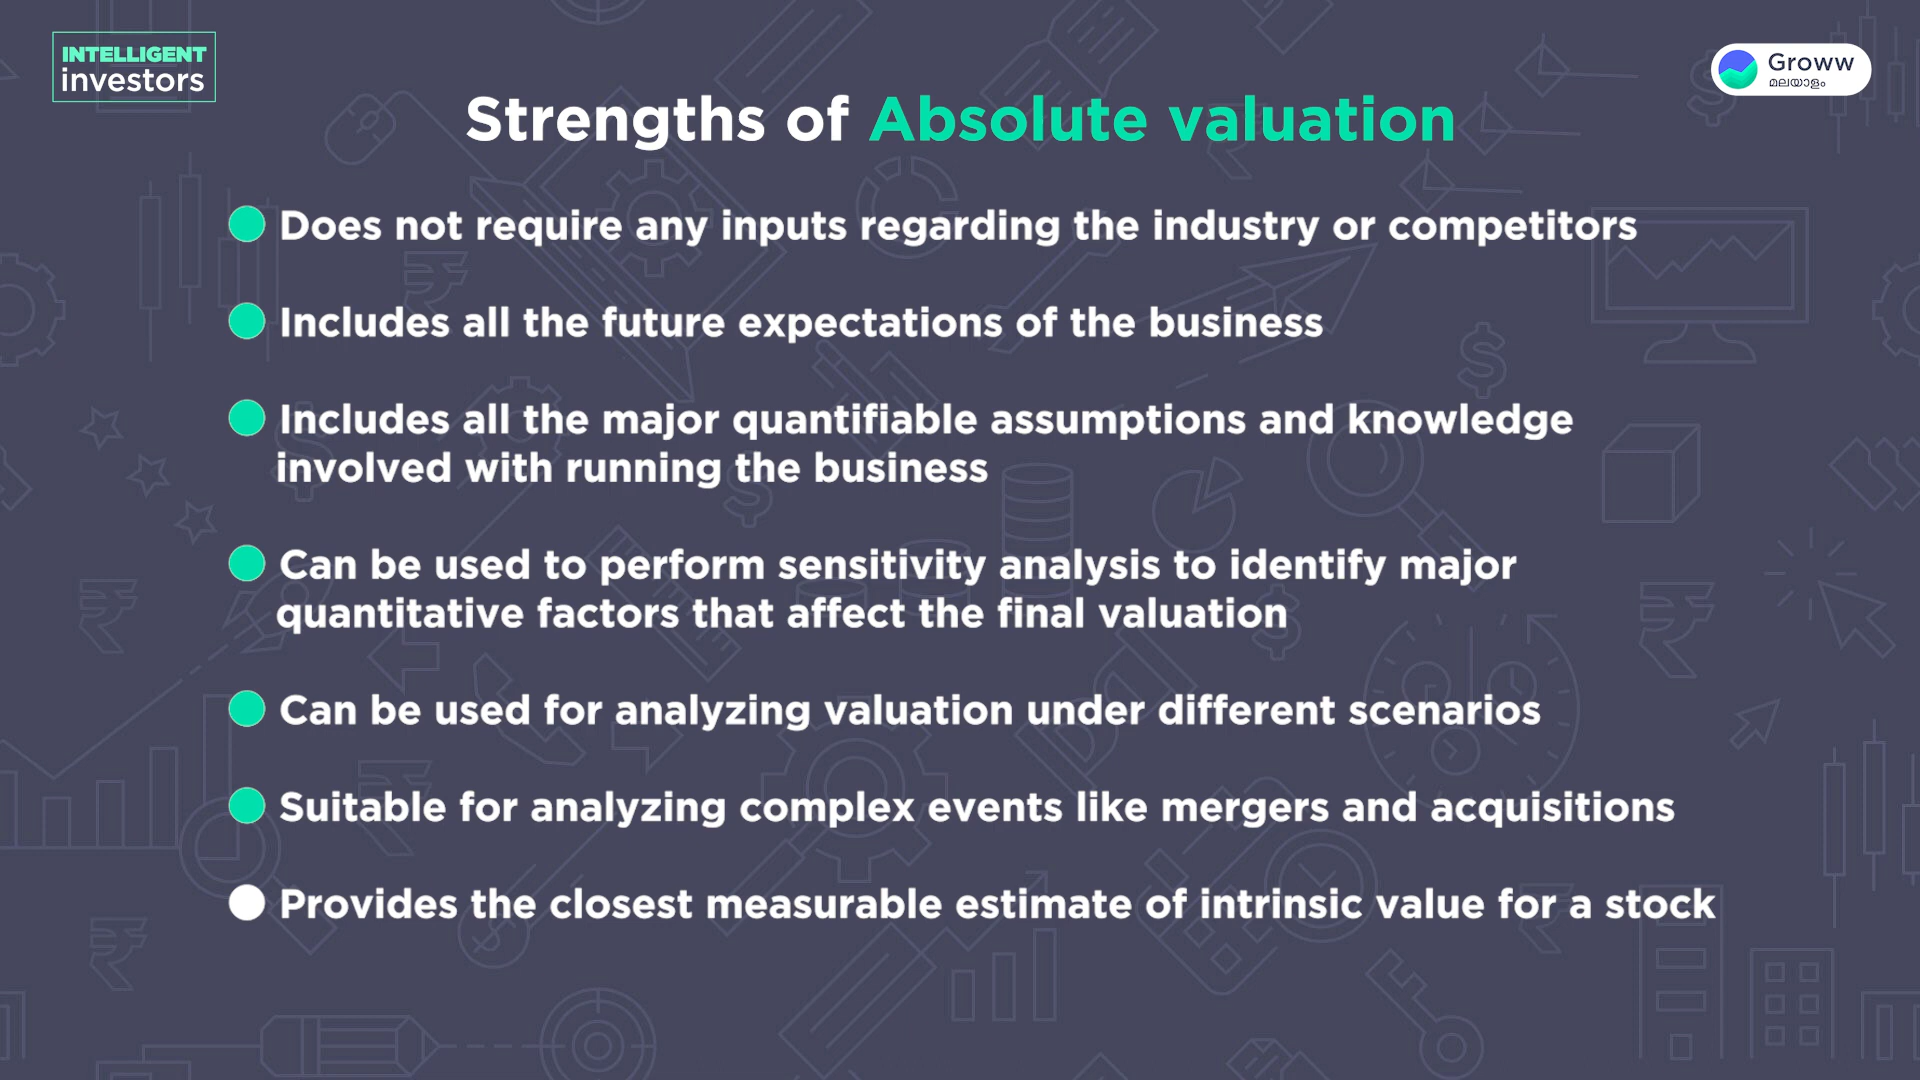 INTELLIGENT
investors
Groww
മലയാളം
Strengths of Absolute valuation
Does not require any inputs regarding the industry or competitors
Includes all the future expectations of the business
Includes all the major quantifiable assumptions and knowledge
involved with running the business
Can be used to perform sensitivity analysis to identify major
quantitative factors that affect the final valuation
Can be used for analyzing valuation under different scenarios
Suitable for analyzing complex events like mergers and acquisitions
Provides the closest measurable estimate of intrinsic value for a stock